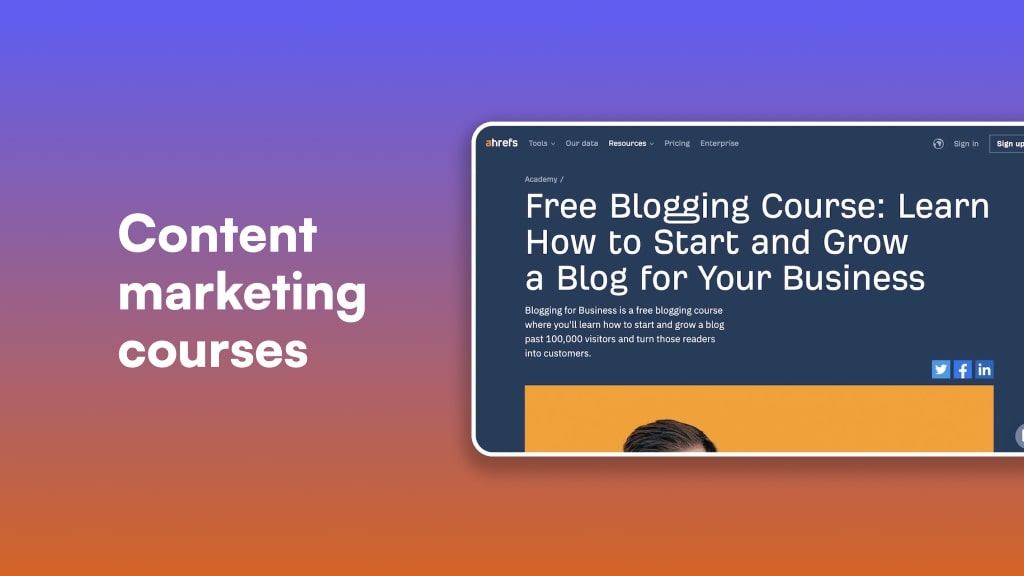 Content
marketing
courses
ahrefs Tools Our data Resources Pricing Enterprise Sign in Sign up
Academy /
Free Blogging Course: Learn
How to Start and Grow
a Blog for Your Business
Blogging for Business is a free blogging course
where you'll learn how to start and grow a blog
past 100,000 visitors and turn those readers
into customers.